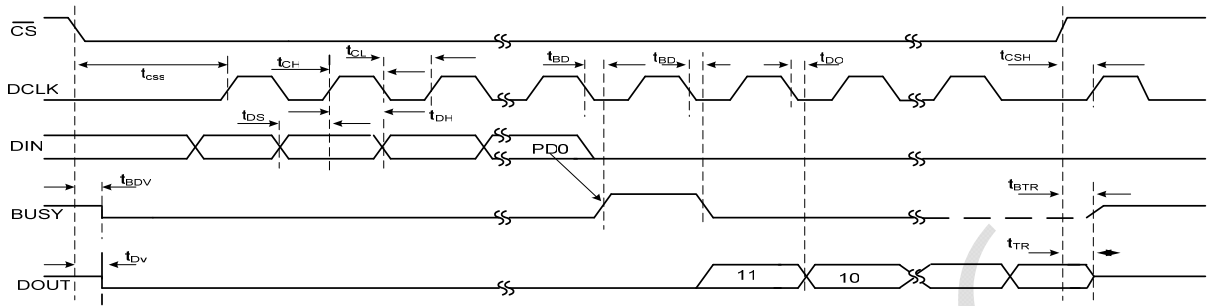 CS
tCSS
tCH
tCL
tBD
tBD
tDO
tCSH
DCLK
tDS
tDH
DIN
PD0
tBDV
tBTR
BUSY
tDv
tTR
DOUT
11
10